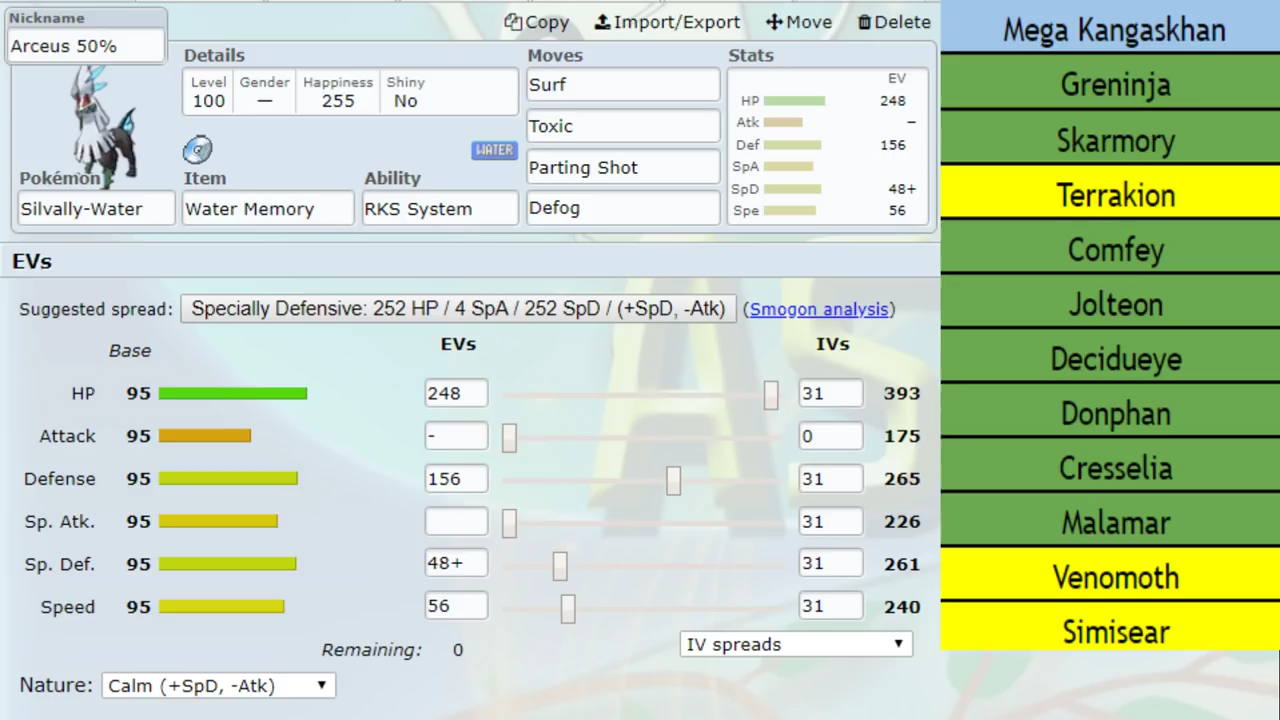 Nickname
Arceus 50%
Copy Import/Export Move Delete
Details
Level Gender Happiness Shiny
100 — 255 No
WATER
Pokémon Item Ability
Silvally-Water Water Memory RKS System
Moves
Surf
Toxic
Parting Shot
Defog
Stats
EV
HP 248
Atk –
Def 156
SpA
SpD 48+
Spe 56
EVs
Suggested spread: Specially Defensive: 252 HP / 4 SpA / 252 SpD / (+SpD, -Atk) (Smogon analysis)
Base EVs IVs
HP 95 248 31 393
Attack 95 - 0 175
Defense 95 156 31 265
Sp. Atk. 95 31 226
Sp. Def. 95 48+ 31 261
Speed 95 56 31 240
Remaining: 0
IV spreads
Nature: Calm (+SpD, -Atk)
Mega Kangaskhan
Greninja
Skarmory
Terrakion
Comfey
Jolteon
Decidueye
Donphan
Cresselia
Malamar
Venomoth
Simisear